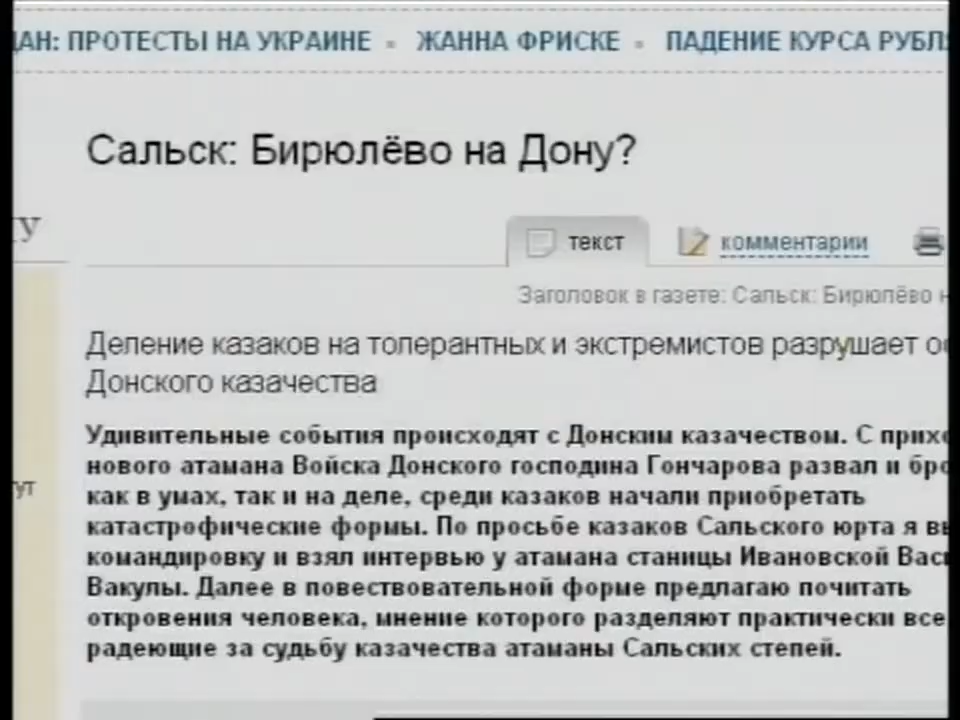 ПРОТЕСТЫ НА УКРАИНЕ • ЖАННА ФРИСКЕ • ПАДЕНИЕ КУРСА
Сальск: Бирюлёво на Дону?
текст комментарии
Заголовок в газете: Сальск: Бирюлёво
Деление казаков на толерантных и экстремистов разрушает
Донского казачества
Удивительные события происходят с Донским казачеством. С
нового атамана Войска Донского господина Гончарова развал и
как в умах, так и на деле, среди казаков начали приобретать
катастрофические формы. По просьбе казаков Сальского юрта я
командировку и взял интервью у атамана станицы Ивановской
Вакулы. Далее в повествовательной форме предлагаю почитать
откровения человека, мнение которого разделяют практически все
радеющие за судьбу казачества атаманы Сальских степей.